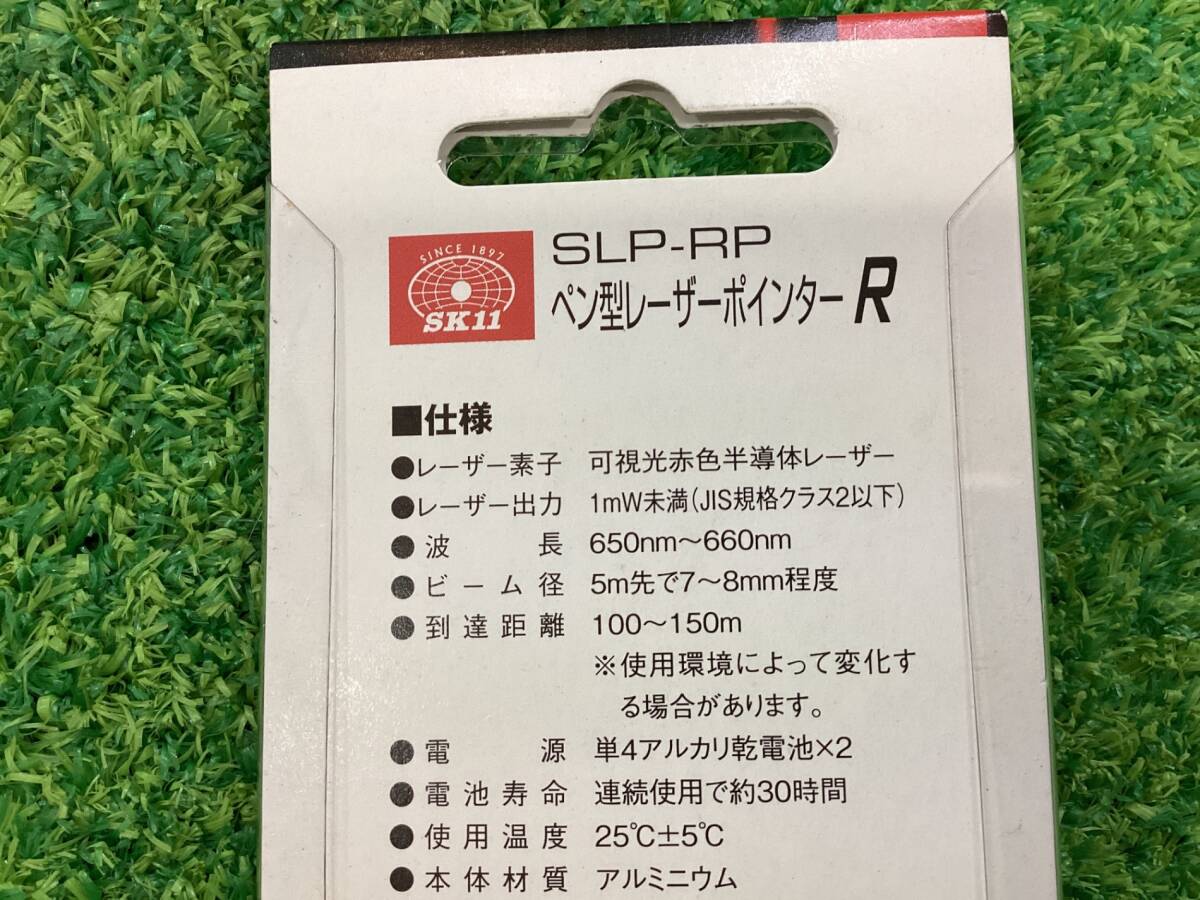 SINCE 1897
SK11
SLP-RP
ペン型レーザーポインターR
■仕様
●レーザー素子 可視光赤色半導体レーザー
●レーザー出力 1mW未満(JIS規格クラス2以下)
●波長 650nm～660nm
●ビーム径 5m先で7～8mm程度
●到達距離 100～150m
※使用環境によって変化す
る場合があります。
●電源 単4アルカリ乾電池×2
●電池寿命 連続使用で約30時間
●使用温度 25℃±5℃
●本体材質 アルミニウム